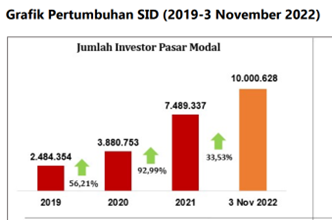 Grafik Pertumbuhan SID (2019-3 November 2022)
Jumlah Investor Pasar Modal
10.000.628
7.489.337
3.880.753
2.484.354
56,21%
92,99%
33,53%
2019 2020 2021 3 Nov 2022